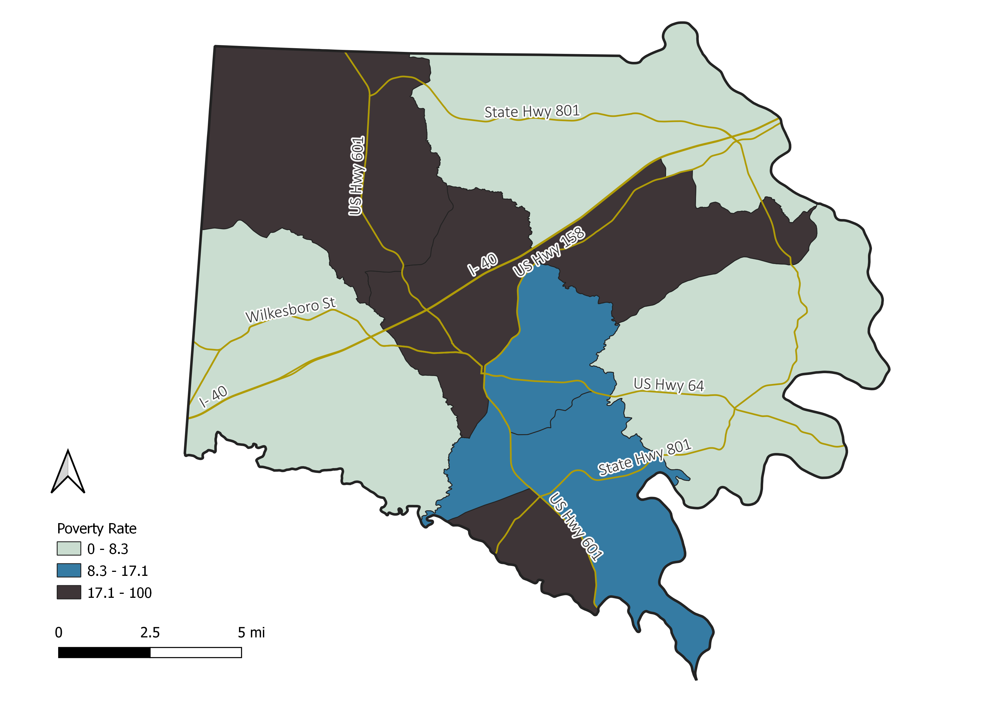 State Hwy 801
US Hwy 601
US Hwy 158
I- 40
Wilkesboro St
I- 40
US Hwy 64
State Hwy 801
US Hwy 601
Poverty Rate
0 - 8.3
8.3 - 17.1
17.1 - 100
0 2.5 5 mi